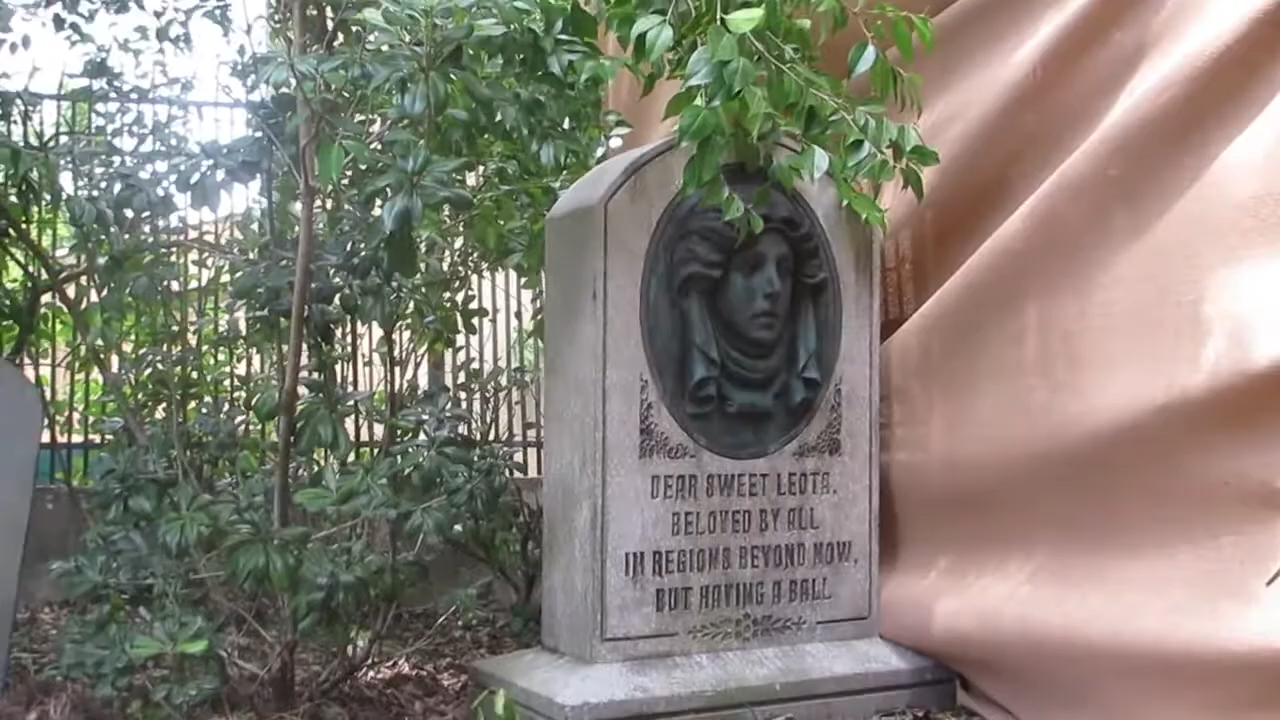 DEAR SWEET LEOTA,
BELOVED BY ALL
IN REGIONS BEYOND NOW,
BUT HAVING A BALL